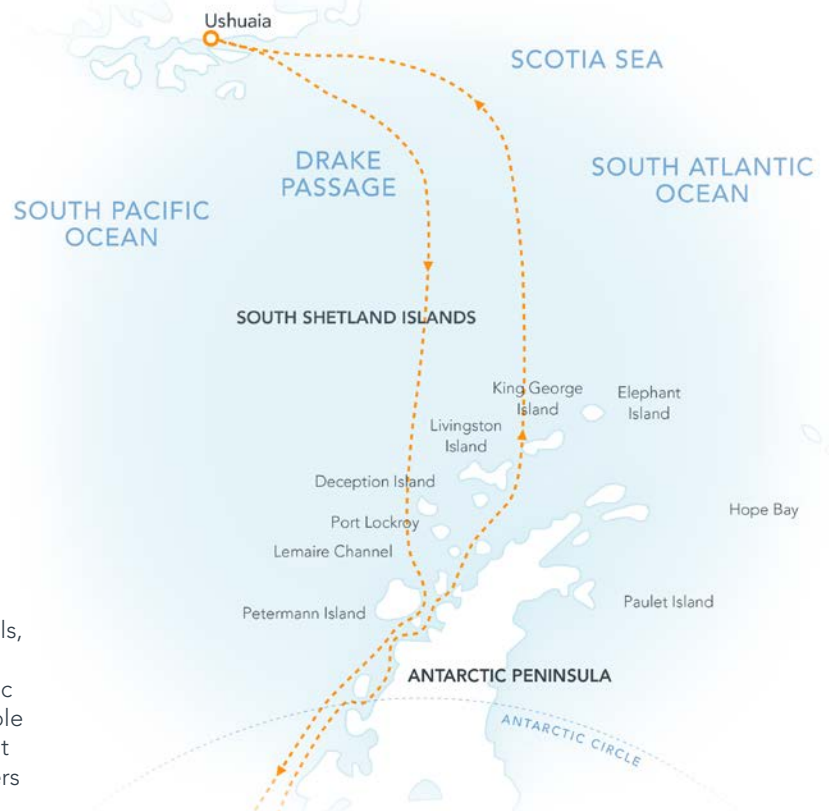 Ushuaia
SCOTIA SEA
DRAKE
PASSAGE
SOUTH ATLANTIC
OCEAN
SOUTH PACIFIC
OCEAN
SOUTH SHETLAND ISLANDS
King George
Island
Elephant
Island
Livingston
Island
Deception Island
Port Lockroy
Hope Bay
Lemaire Channel
Petermann Island
Paulet Island
ANTARCTIC PENINSULA
ANTARCTIC CIRCLE